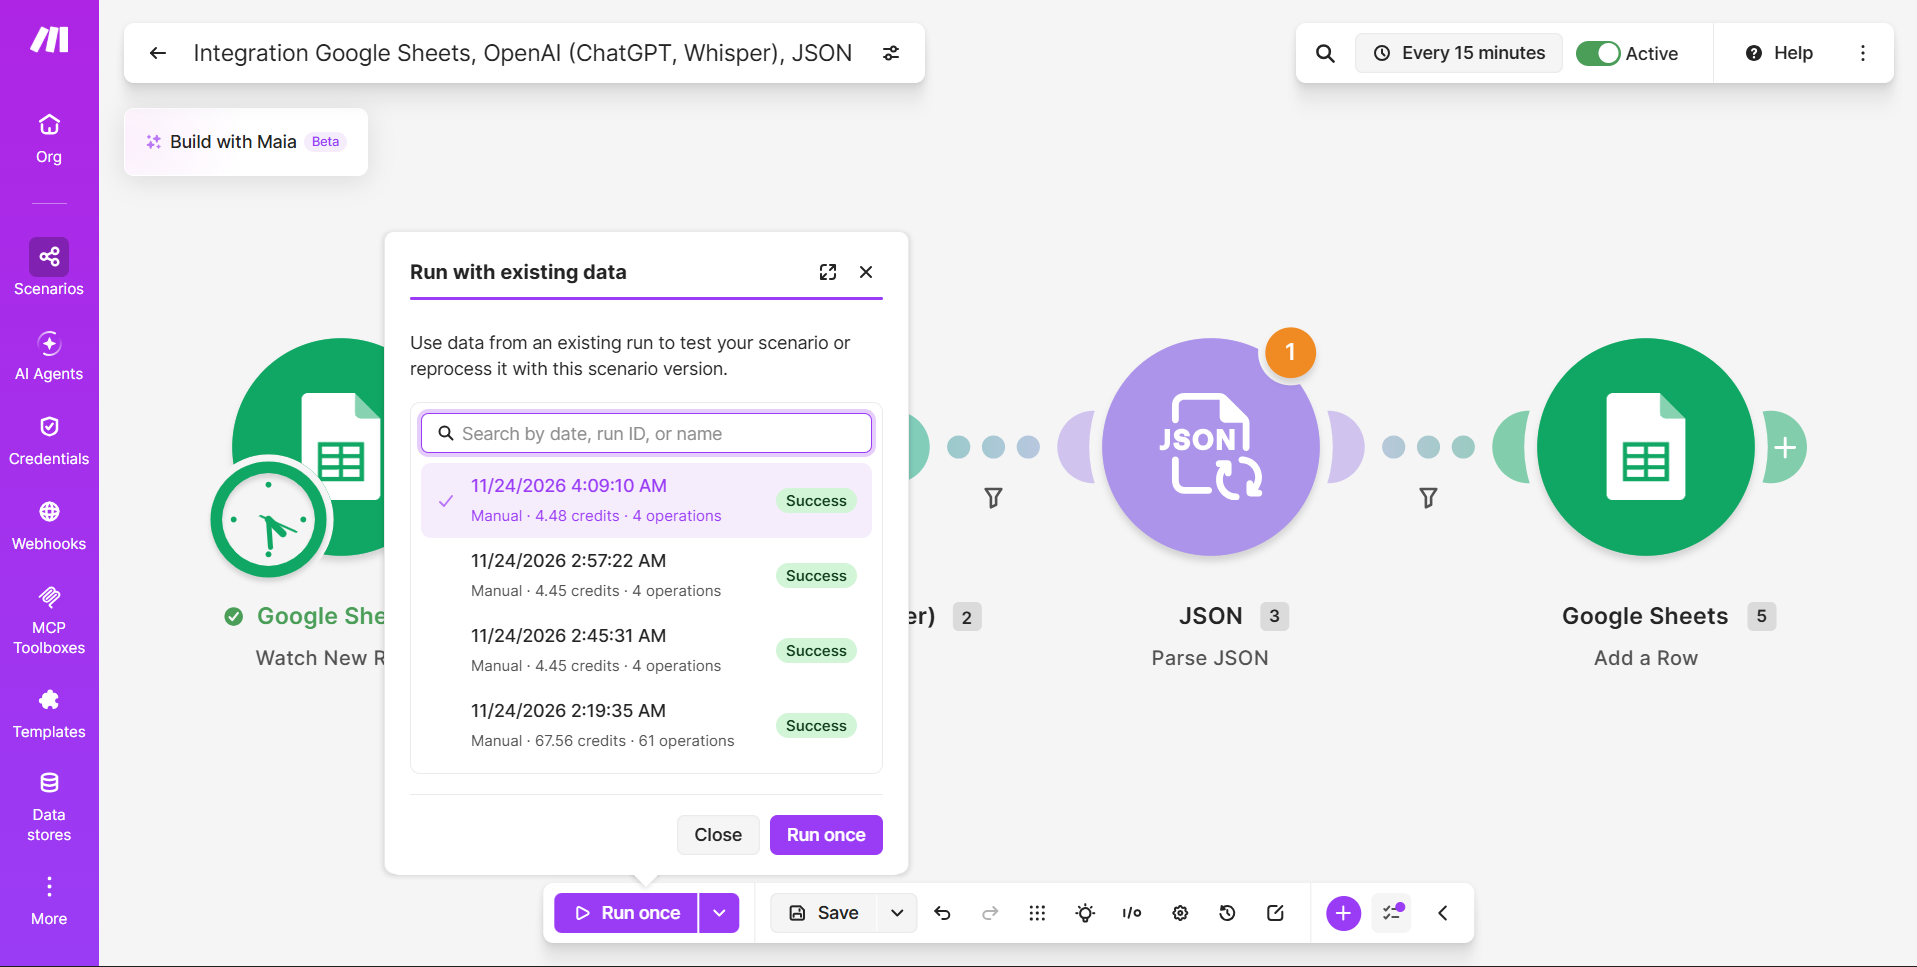 Integration Google Sheets, OpenAI (ChatGPT, Whisper), JSON
Every 15 minutes
Active
Help
Build with Maia Beta
Org
Scenarios
AI Agents
Credentials
Webhooks
MCP
Toolboxes
Templates
Data
stores
More
Run with existing data
Use data from an existing run to test your scenario or
reprocess it with this scenario version.
Search by date, run ID, or name
11/24/2026 4:09:10 AM
Manual · 4.48 credits · 4 operations
Success
11/24/2026 2:57:22 AM
Manual · 4.45 credits · 4 operations
Success
11/24/2026 2:45:31 AM
Manual · 4.45 credits · 4 operations
Success
11/24/2026 2:19:35 AM
Manual · 67.56 credits · 61 operations
Success
Close
Run once
Google She
Watch New R
er) 2
1
JSON
JSON 3
Parse JSON
Google Sheets 5
Add a Row
Run once
Save